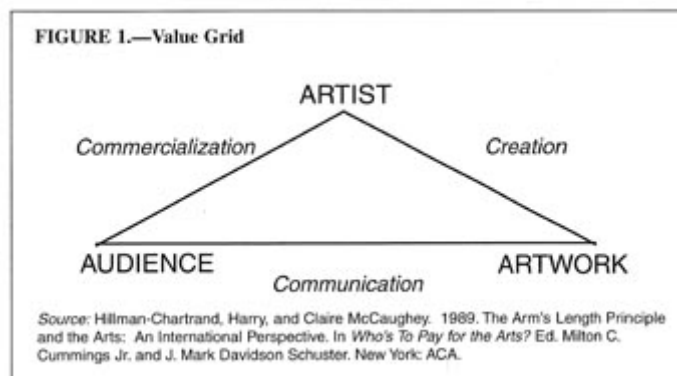 FIGURE 1.—Value Grid
ARTIST
Commercialization
Creation
AUDIENCE
ARTWORK
Communication
Source: Hillman-Chartrand, Harry, and Claire McCaughey. 1989. The Arm's Length Principle
and the Arts: An International Perspective. In Who's To Pay for the Arts? Ed. Milton C.
Cummings Jr. and J. Mark Davidson Schuster. New York: ACA.